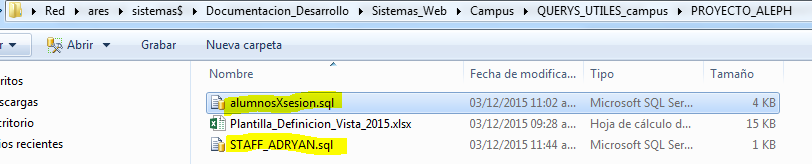 Red ▸ ares ▸ sistemas$ ▸ Documentacion_Desarrollo ▸ Sistemas_Web ▸ Campus ▸ QUERYS_UTILES_campus ▸ PROYECTO_ALEPH
Abrir Grabar Nueva carpeta
ritos Nombre Fecha de modifica... Tipo Tamaño
scargas alumnosXsesion.sql 03/12/2015 11:02 a... Microsoft SQL Ser... 4 KB
critorio Plantilla_Definicion_Vista_2015.xlsx 03/12/2015 09:28 a... Hoja de cálculo d... 15 KB
ios recientes STAFF_ADRYAN.sql 03/12/2015 11:44 a... Microsoft SQL Ser... 1 KB